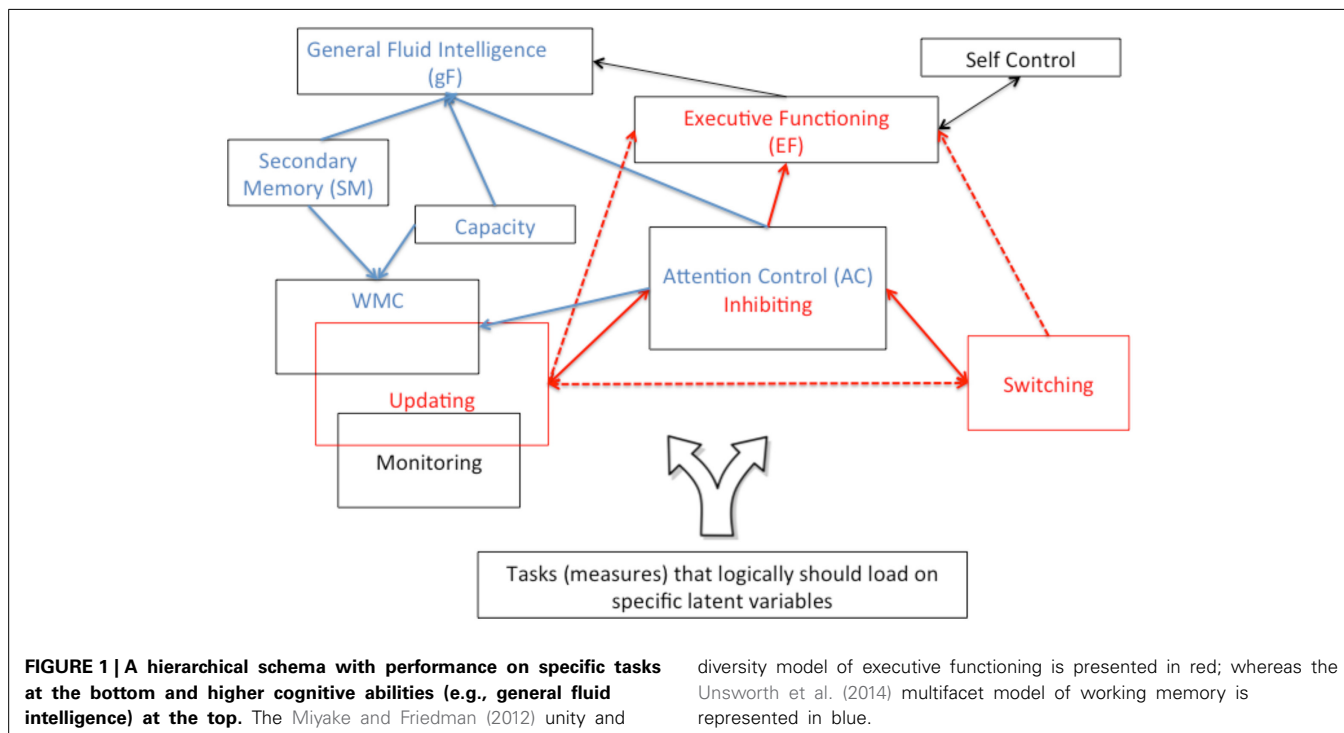 General Fluid Intelligence
(gF)
Self Control
Executive Functioning
(EF)
Secondary
Memory (SM)
Capacity
WMC
Attention Control (AC)
Inhibiting
Updating
Switching
Monitoring
Tasks (measures) that logically should load on
specific latent variables
FIGURE 1 | A hierarchical schema with performance on specific tasks
at the bottom and higher cognitive abilities (e.g., general fluid
intelligence) at the top. The Miyake and Friedman (2012) unity and
diversity model of executive functioning is presented in red; whereas the
Unsworth et al. (2014) multifacet model of working memory is
represented in blue.